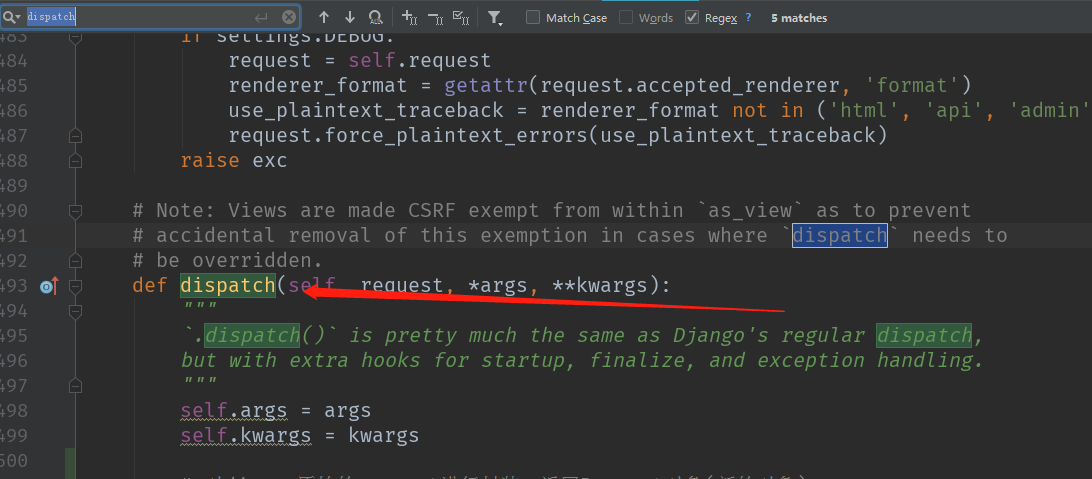 dispatch Match Case Words Regex ? 5 matches
483 if settings.DEBUG:
484 request = self.request
485 renderer_format = getattr(request.accepted_renderer, 'format')
486 use_plaintext_traceback = renderer_format not in ('html', 'api', 'admin'
487 request.force_plaintext_errors(use_plaintext_traceback)
488 raise exc
489
490 # Note: Views are made CSRF exempt from within `as_view` as to prevent
491 # accidental removal of this exemption in cases where `dispatch` needs to
492 # be overridden.
493 def dispatch(self, request, *args, **kwargs):
494 """
495 `.dispatch()` is pretty much the same as Django's regular dispatch,
496 but with extra hooks for startup, finalize, and exception handling.
497 """
498 self.args = args
499 self.kwargs = kwargs
500